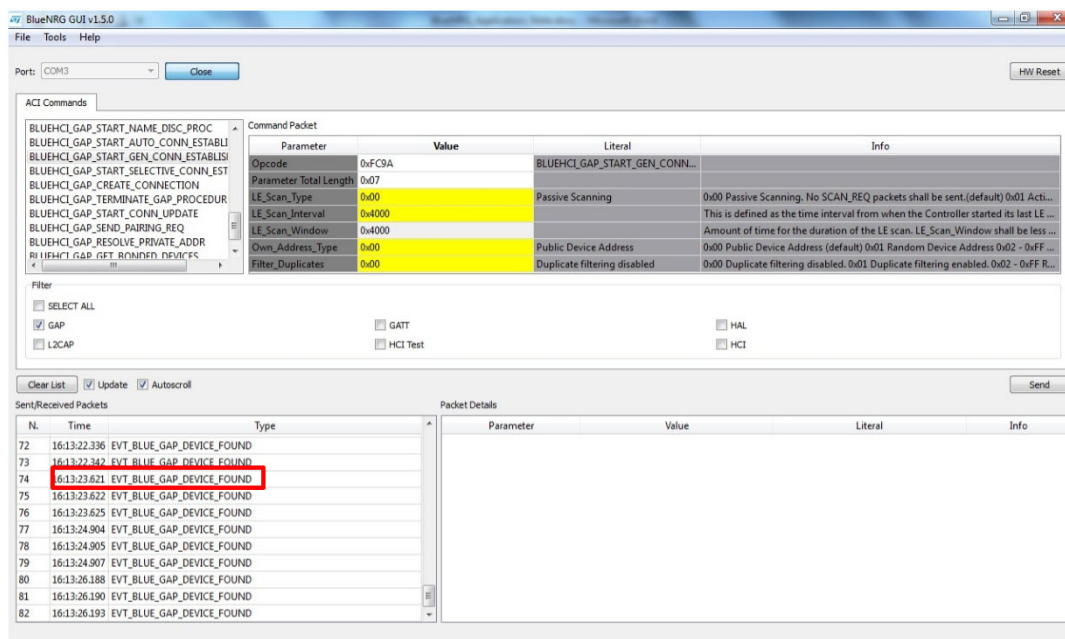 BlueNRG GUI v1.5.0
File Tools Help
Port: COM3 Close HW Reset
ACI Commands
BLUEHCI_GAP_START_NAME_DISC_PROC
BLUEHCI_GAP_START_AUTO_CONN_ESTABLI
BLUEHCI_GAP_START_GEN_CONN_ESTABLIS
BLUEHCI_GAP_START_SELECTIVE_CONN_EST
BLUEHCI_GAP_CREATE_CONNECTION
BLUEHCI_GAP_TERMINATE_GAP_PROCEDUR
BLUEHCI_GAP_START_CONN_UPDATE
BLUEHCI_GAP_SEND_PAIRING_REQ
BLUEHCI_GAP_RESOLVE_PRIVATE_ADDR
BLUEHCI_GAP_GET_BONDED_DEVICES
Command Packet
Parameter Value Literal Info
Opcode 0xFC9A BLUEHCI_GAP_START_GEN_CONN...
Parameter Total Length 0x07
LE_Scan_Type 0x00 Passive Scanning 0x00 Passive Scanning. No SCAN_REQ packets shall be sent.(default) 0x01 Acti...
LE_Scan_Interval 0x4000 This is defined as the time interval from when the Controller started its last LE ...
LE_Scan_Window 0x4000 Amount of time for the duration of the LE scan. LE_Scan_Window shall be less ...
Own_Address_Type 0x00 Public Device Address 0x00 Public Device Address (default) 0x01 Random Device Address 0x02 - 0xFF ...
Filter_Duplicates 0x00 Duplicate filtering disabled 0x00 Duplicate filtering disabled. 0x01 Duplicate filtering enabled. 0x02 - 0xFF R...
Filter
SELECT ALL
GAP GATT HAL
L2CAP HCI Test HCI
Clear List Update Autoscroll Send
Sent/Received Packets Packet Details
N. Time Type Parameter Value Literal Info
72 16:13:22.336 EVT_BLUE_GAP_DEVICE_FOUND
73 16:13:22.342 EVT_BLUE_GAP_DEVICE_FOUND
74 16:13:23.621 EVT_BLUE_GAP_DEVICE_FOUND
75 16:13:23.622 EVT_BLUE_GAP_DEVICE_FOUND
76 16:13:23.625 EVT_BLUE_GAP_DEVICE_FOUND
77 16:13:24.904 EVT_BLUE_GAP_DEVICE_FOUND
78 16:13:24.905 EVT_BLUE_GAP_DEVICE_FOUND
79 16:13:24.907 EVT_BLUE_GAP_DEVICE_FOUND
80 16:13:26.188 EVT_BLUE_GAP_DEVICE_FOUND
81 16:13:26.190 EVT_BLUE_GAP_DEVICE_FOUND
82 16:13:26.193 EVT_BLUE_GAP_DEVICE_FOUND